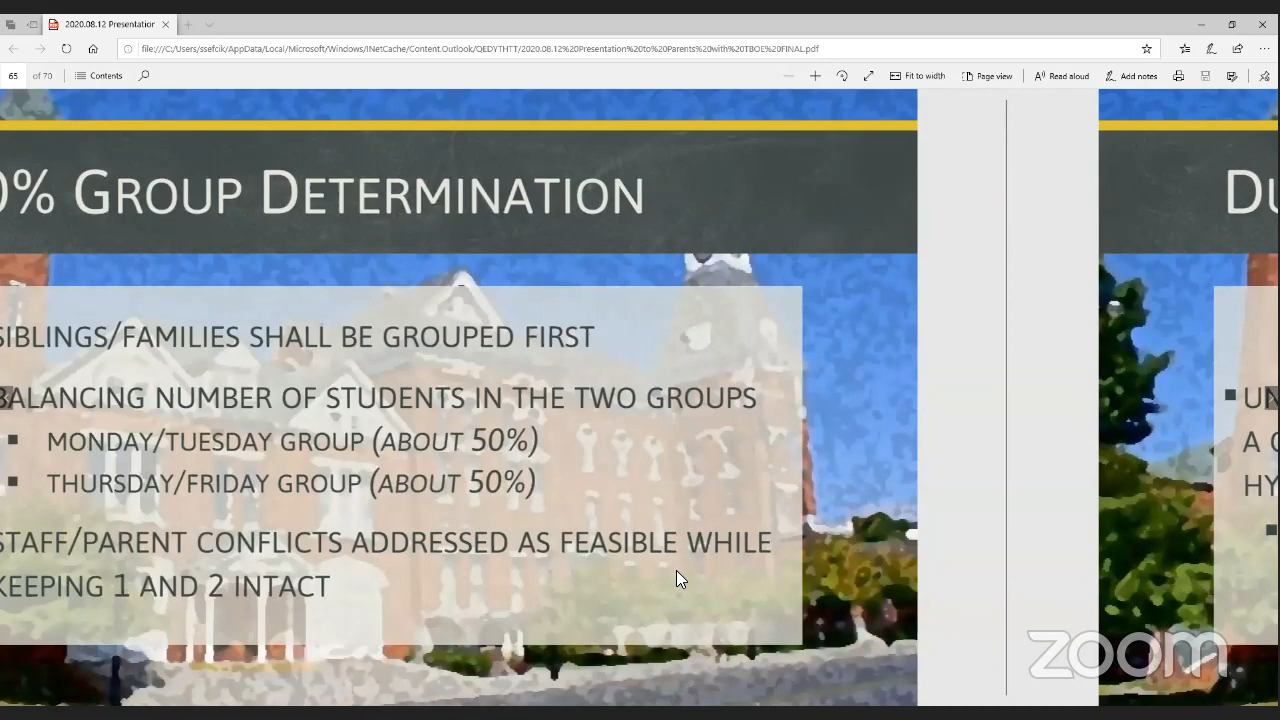 2020.08.12 Presentation
file:///C:/Users/ssefcik/AppData/Local/Microsoft/Windows/INetCache/Content.Outlook/QEDYTHTT/2020.08.12%20Presentation%20to%20Parents%20with%20TBOE%20FINAL.pdf
65 of 70 Contents Fit to width Page view Read aloud Add notes
0% GROUP DETERMINATION
SIBLINGS/FAMILIES SHALL BE GROUPED FIRST
BALANCING NUMBER OF STUDENTS IN THE TWO GROUPS
▪ MONDAY/TUESDAY GROUP (ABOUT 50%)
▪ THURSDAY/FRIDAY GROUP (ABOUT 50%)
STAFF/PARENT CONFLICTS ADDRESSED AS FEASIBLE WHILE
KEEPING 1 AND 2 INTACT
DU
▪ UN
A C
HY
zoom